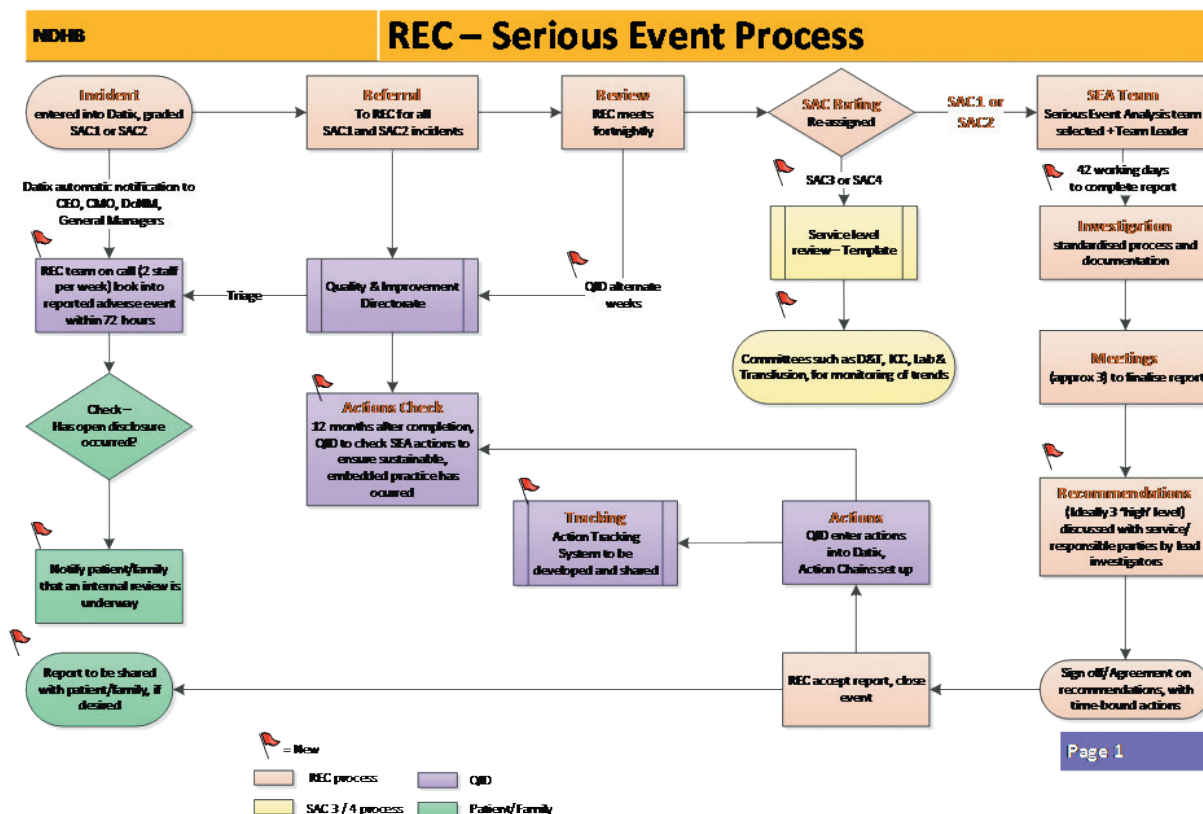 NDHB
REC – Serious Event Process
Incident
entered into Datix, graded
SAC1 or SAC2
Referral
To REC for all
SAC1 and SAC2 incidents
Review
REC meets
fortnightly
SAC Rating
Re-assigned
SAC1 or
SAC2
SEA Team
Serious Event Analysis team
selected + Team Leader
Datix automatic notification to
CEO, CMO, DoNM,
General Managers
SAC3 or SAC4
42 working days
to complete report
Service level
review – Template
Investigation
standardised process and
documentation
REC team on call (2 staff
per week) look into
reported adverse event
within 72 hours
Triage
Quality & Improvement
Directorate
QIID alternate
weeks
Committees such as D&T, ICC, Lab &
Transfusion, for monitoring of trends
Meetings
(approx 3) to finalise report
Check –
Has open disclosure
occurred?
Actions Check
12 months after completion,
QIID to check SEA actions to
ensure sustainable,
embedded practice has
ocurred
Tracking
Action Tracking
System to be
developed and shared
Actions
QIID enter actions
into Datix,
Action Chains set up
Recommendations
(Ideally 3 'high' level)
discussed with service/
responsible parties by lead
investigators
Notify patient/family
that an internal review is
underway
Report to be shared
with patient/family, if
desired
REC accept report, close
event
Sign off/Agreement on
recommendations, with
time-bound actions
= New
REC process
QIID
SAC 3 / 4 process
Patient/Family
Page 1